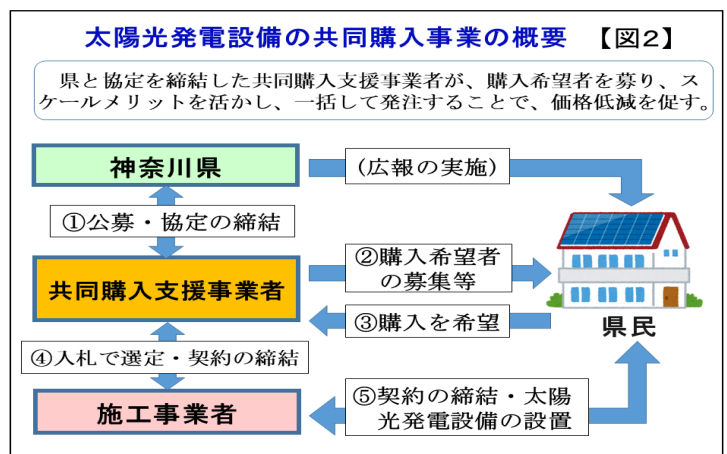 太陽光発電設備の共同購入事業の概要 【図2】
県と協定を締結した共同購入支援事業者が、購入希望者を募り、ス
ケールメリットを活かし、一括して発注することで、価格低減を促す。
神奈川県
(広報の実施)
①公募・協定の締結
共同購入支援事業者
②購入希望者
の募集等
③購入を希望
県民
④入札で選定・契約の締結
施工事業者
⑤契約の締結・太陽
光発電設備の設置